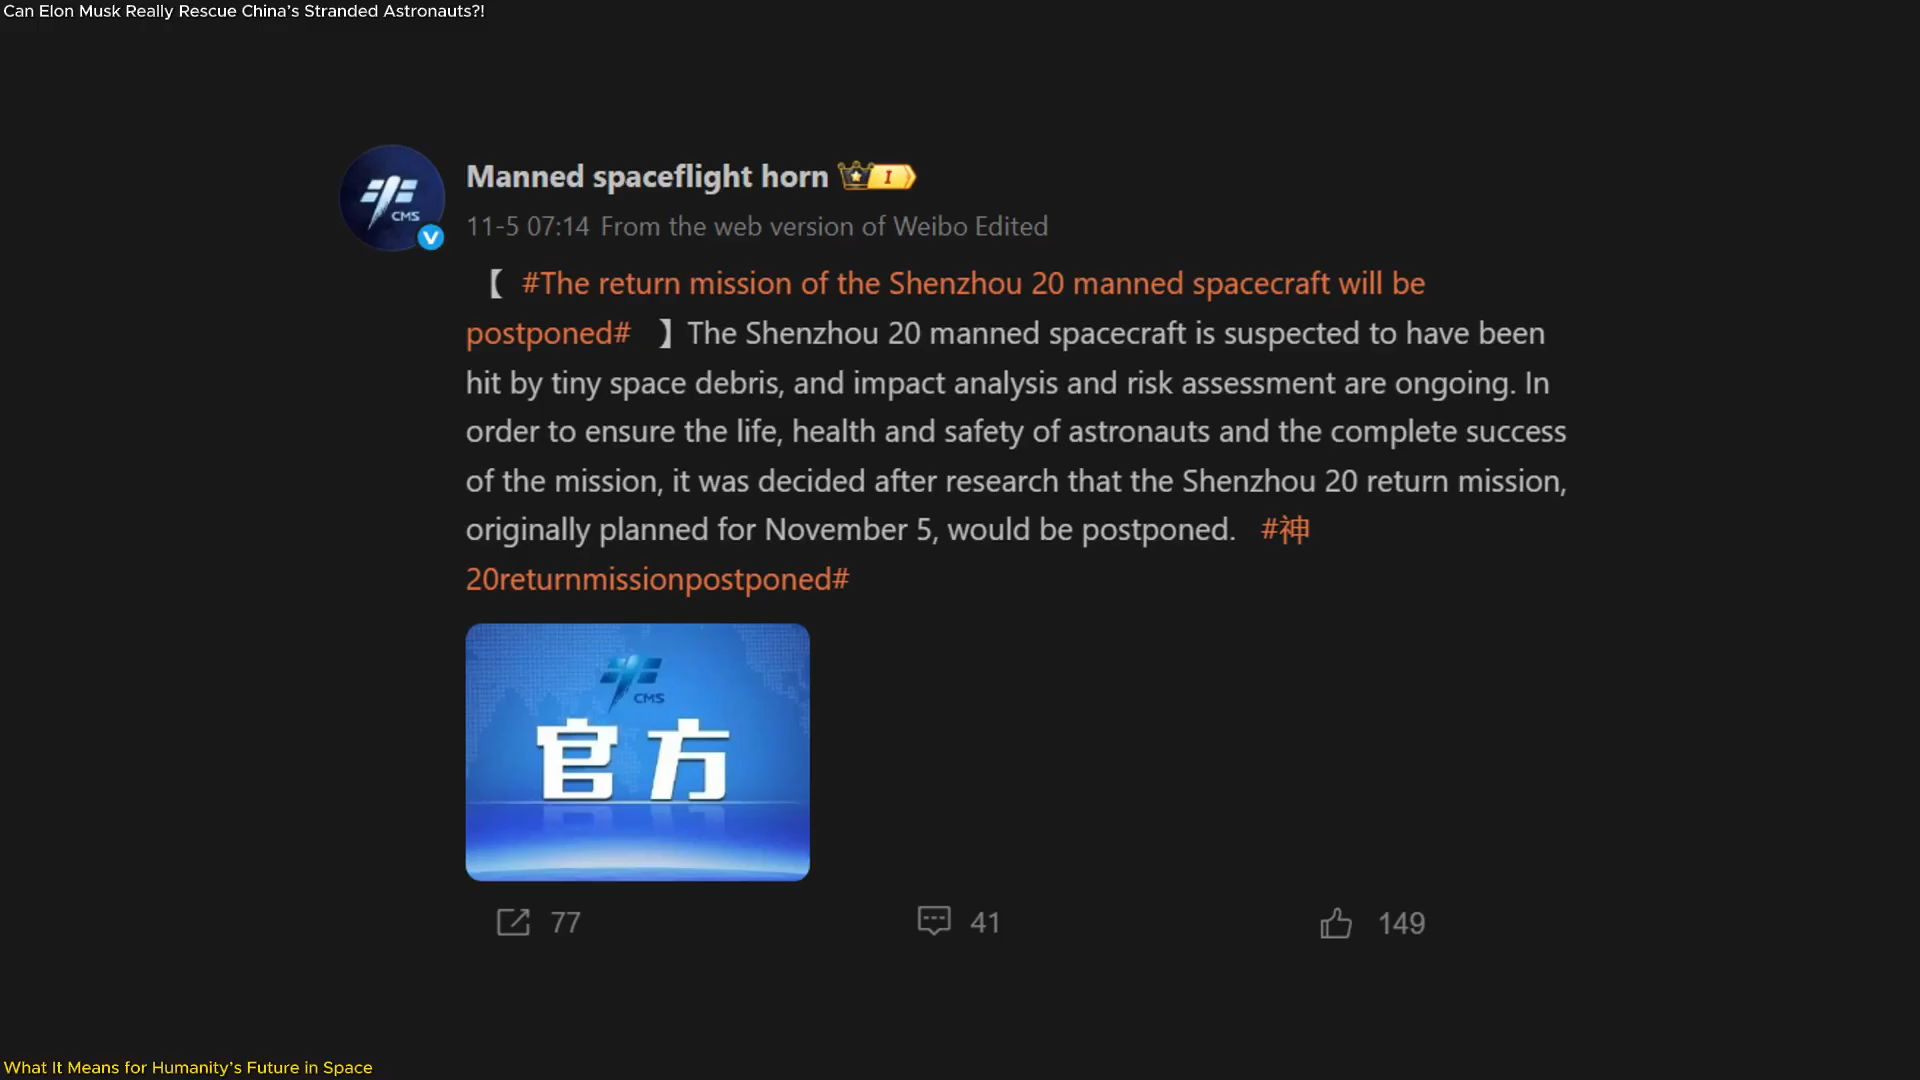 Can Elon Musk Really Rescue China’s Stranded Astronauts?!
Manned spaceflight horn I
CMS
V
11-5 07:14 From the web version of Weibo Edited
【 #The return mission of the Shenzhou 20 manned spacecraft will be
postponed# 】The Shenzhou 20 manned spacecraft is suspected to have been
hit by tiny space debris, and impact analysis and risk assessment are ongoing. In
order to ensure the life, health and safety of astronauts and the complete success
of the mission, it was decided after research that the Shenzhou 20 return mission,
originally planned for November 5, would be postponed. #神
20returnmissionpostponed#
CMS
官方
77 41 149
What It Means for Humanity’s Future in Space